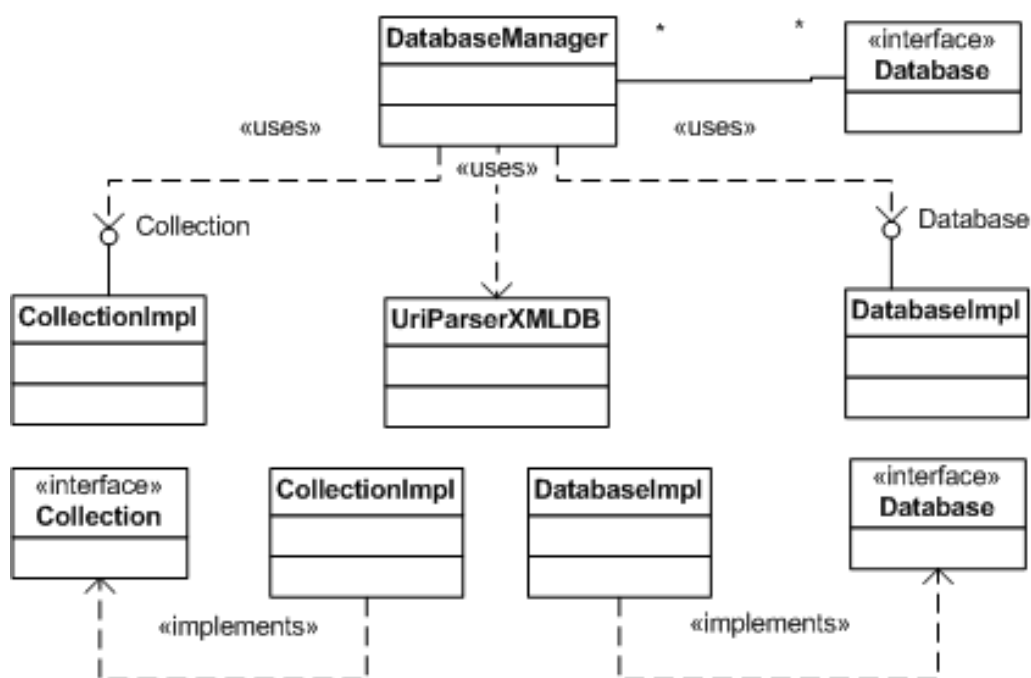 DatabaseManager
*
*
«interface»
Database
«uses»
«uses»
«uses»
Collection
Database
CollectionImpl
UriParserXMLDB
DatabaseImpl
«interface»
Collection
CollectionImpl
DatabaseImpl
«interface»
Database
«implements»
«implements»